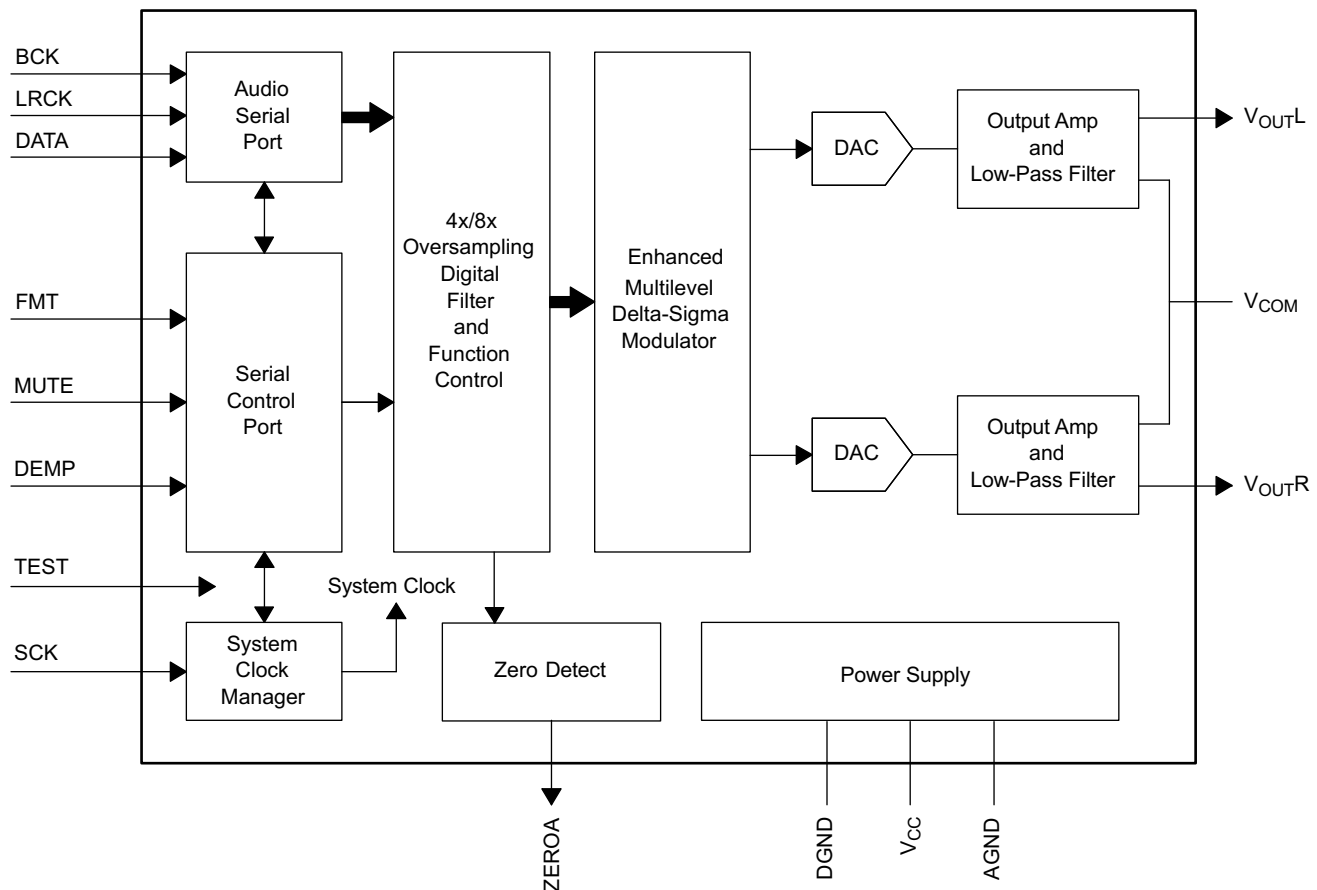 BCK
LRCK
DATA
Audio
Serial
Port
FMT
MUTE
DEMP
Serial
Control
Port
TEST
SCK
System
Clock
Manager
System Clock
4x/8x
Oversampling
Digital
Filter
and
Function
Control
Enhanced
Multilevel
Delta-Sigma
Modulator
DAC
Output Amp
and
Low-Pass Filter
VOUTL
VCOM
DAC
Output Amp
and
Low-Pass Filter
VOUTR
Zero Detect
Power Supply
ZEROA
DGND
VCC
AGND